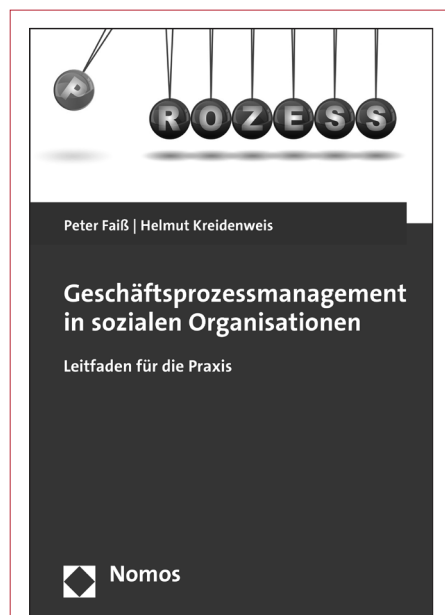 PROZESS
Peter Faiß | Helmut Kreidenweis
Geschäftsprozessmanagement
in sozialen Organisationen
Leitfaden für die Praxis
Nomos